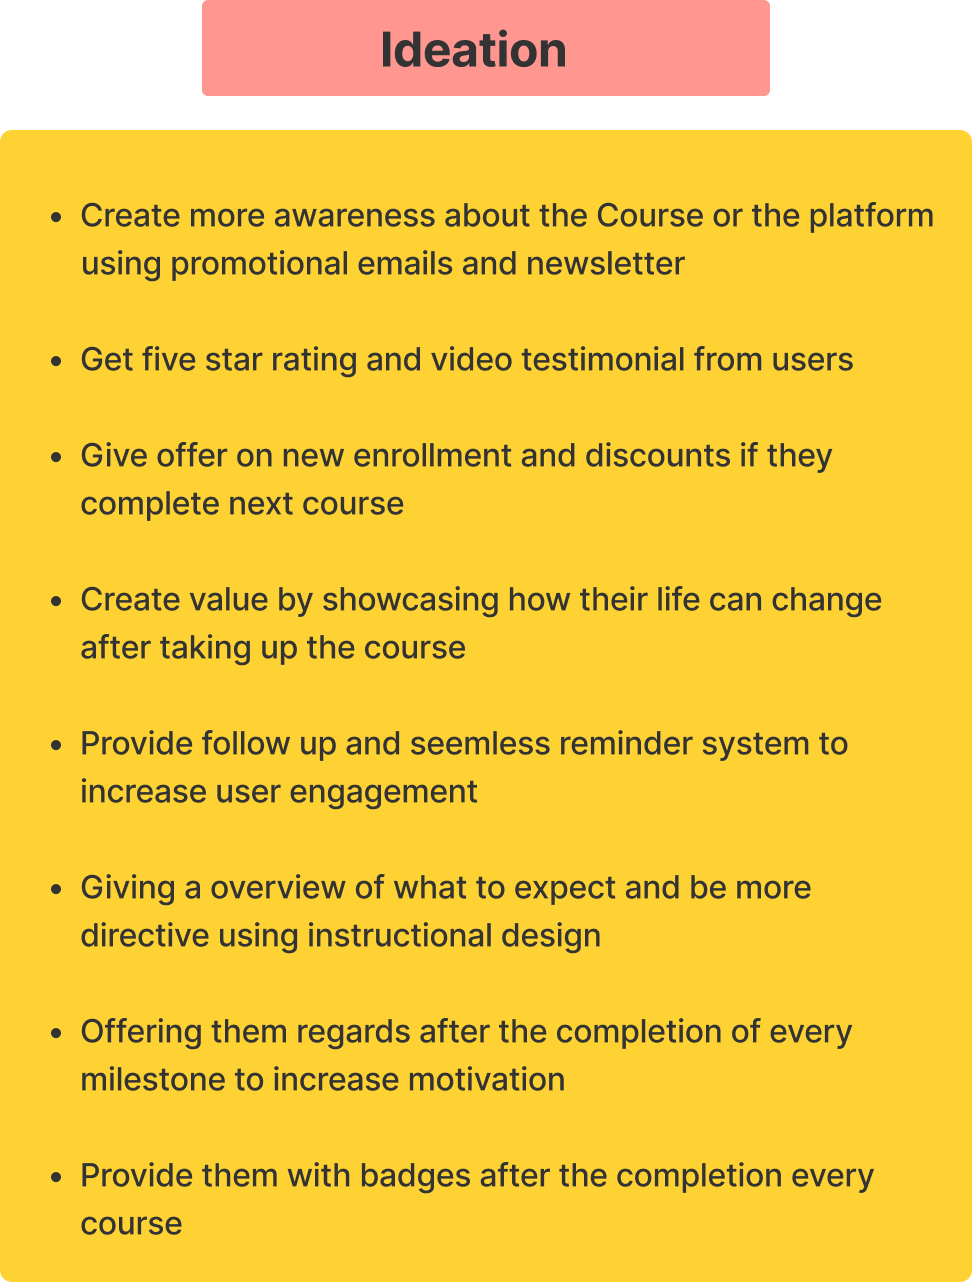 Ideation
• Create more awareness about the Course or the platform
using promotional emails and newsletter
• Get five star rating and video testimonial from users
• Give offer on new enrollment and discounts if they
complete next course
• Create value by showcasing how their life can change
after taking up the course
• Provide follow up and seemless reminder system to
increase user engagement
• Giving a overview of what to expect and be more
directive using instructional design
• Offering them regards after the completion of every
milestone to increase motivation
• Provide them with badges after the completion every
course